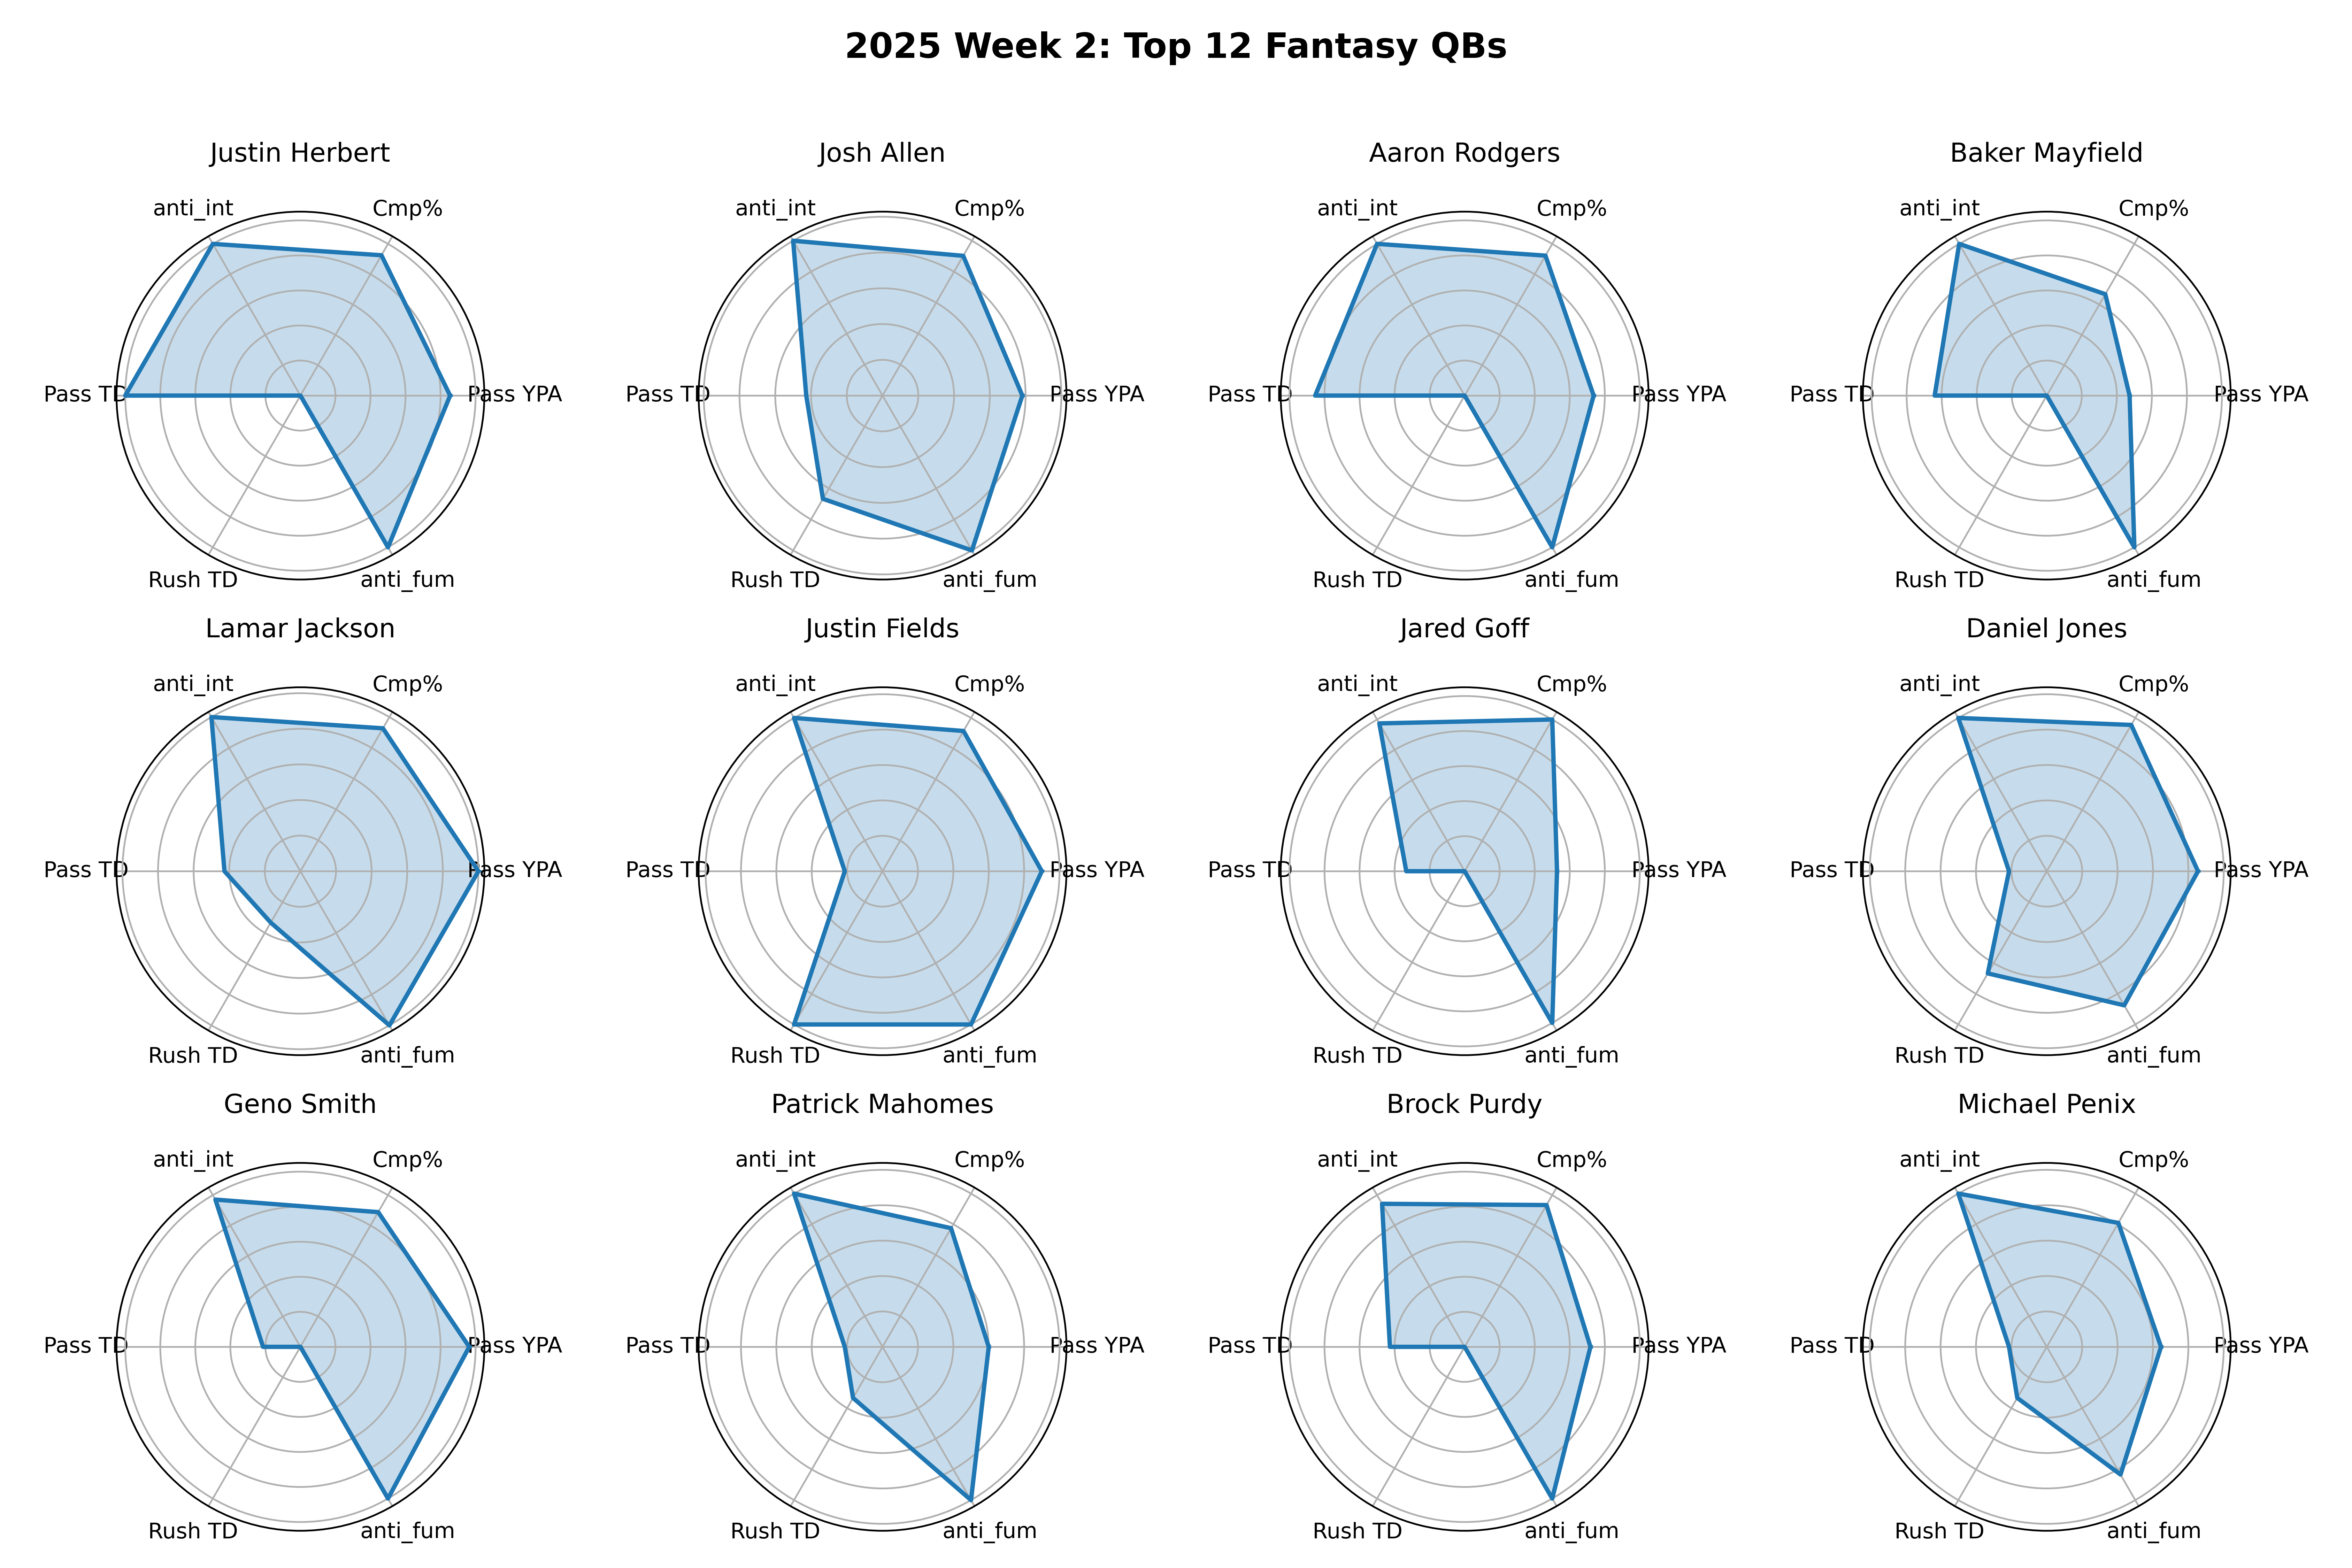 2025 Week 2: Top 12 Fantasy QBs
Justin Herbert
anti_int
Cmp%
Pass TD
Pass YPA
Rush TD
anti_fum
Josh Allen
anti_int
Cmp%
Pass TD
Pass YPA
Rush TD
anti_fum
Aaron Rodgers
anti_int
Cmp%
Pass TD
Pass YPA
Rush TD
anti_fum
Baker Mayfield
anti_int
Cmp%
Pass TD
Pass YPA
Rush TD
anti_fum
Lamar Jackson
anti_int
Cmp%
Pass TD
Pass YPA
Rush TD
anti_fum
Justin Fields
anti_int
Cmp%
Pass TD
Pass YPA
Rush TD
anti_fum
Jared Goff
anti_int
Cmp%
Pass TD
Pass YPA
Rush TD
anti_fum
Daniel Jones
anti_int
Cmp%
Pass TD
Pass YPA
Rush TD
anti_fum
Geno Smith
anti_int
Cmp%
Pass TD
Pass YPA
Rush TD
anti_fum
Patrick Mahomes
anti_int
Cmp%
Pass TD
Pass YPA
Rush TD
anti_fum
Brock Purdy
anti_int
Cmp%
Pass TD
Pass YPA
Rush TD
anti_fum
Michael Penix
anti_int
Cmp%
Pass TD
Pass YPA
Rush TD
anti_fum